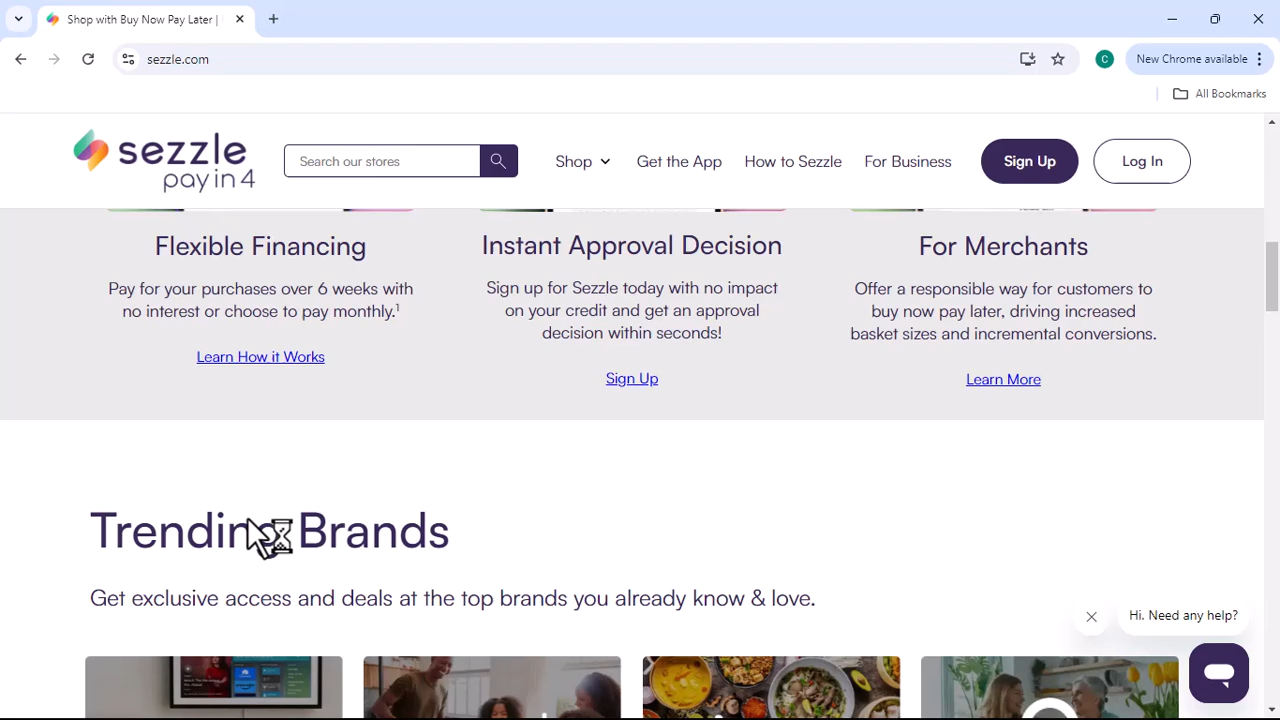 Shop with Buy Now Pay Later |
sezzle.com
New Chrome available
All Bookmarks
sezzle
pay in 4
Search our stores
Shop
Get the App
How to Sezzle
For Business
Sign Up
Log In
Flexible Financing
Pay for your purchases over 6 weeks with
no interest or choose to pay monthly.¹
Learn How it Works
Instant Approval Decision
Sign up for Sezzle today with no impact
on your credit and get an approval
decision within seconds!
Sign Up
For Merchants
Offer a responsible way for customers to
buy now pay later, driving increased
basket sizes and incremental conversions.
Learn More
Trending Brands
Get exclusive access and deals at the top brands you already know & love.
Hi. Need any help?